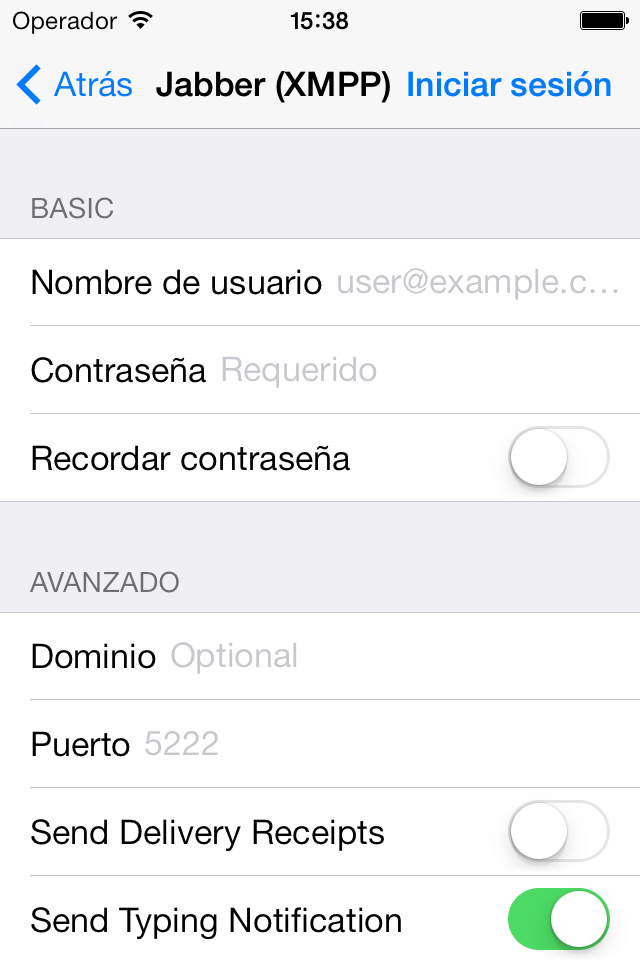 Operador 15:38
Atrás Jabber (XMPP) Iniciar sesión
BASIC
Nombre de usuario user@example.c...
Contraseña Requerido
Recordar contraseña
AVANZADO
Dominio Optional
Puerto 5222
Send Delivery Receipts
Send Typing Notification